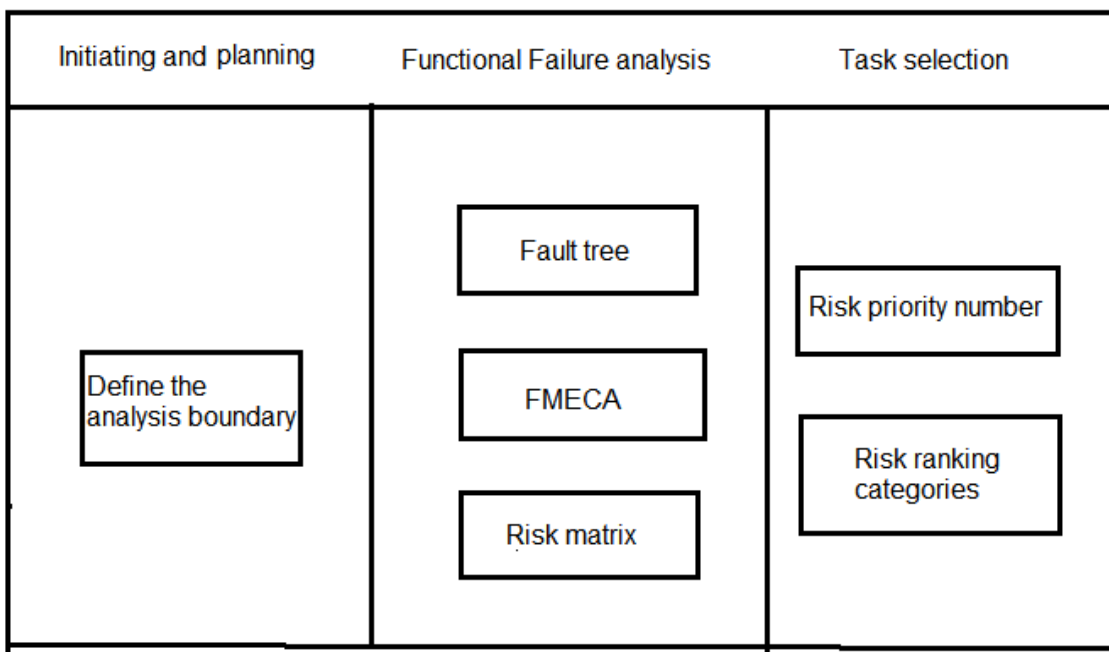 Initiating and planning
Functional Failure analysis
Task selection
Define the
analysis boundary
Fault tree
FMECA
Risk matrix
Risk priority number
Risk ranking
categories